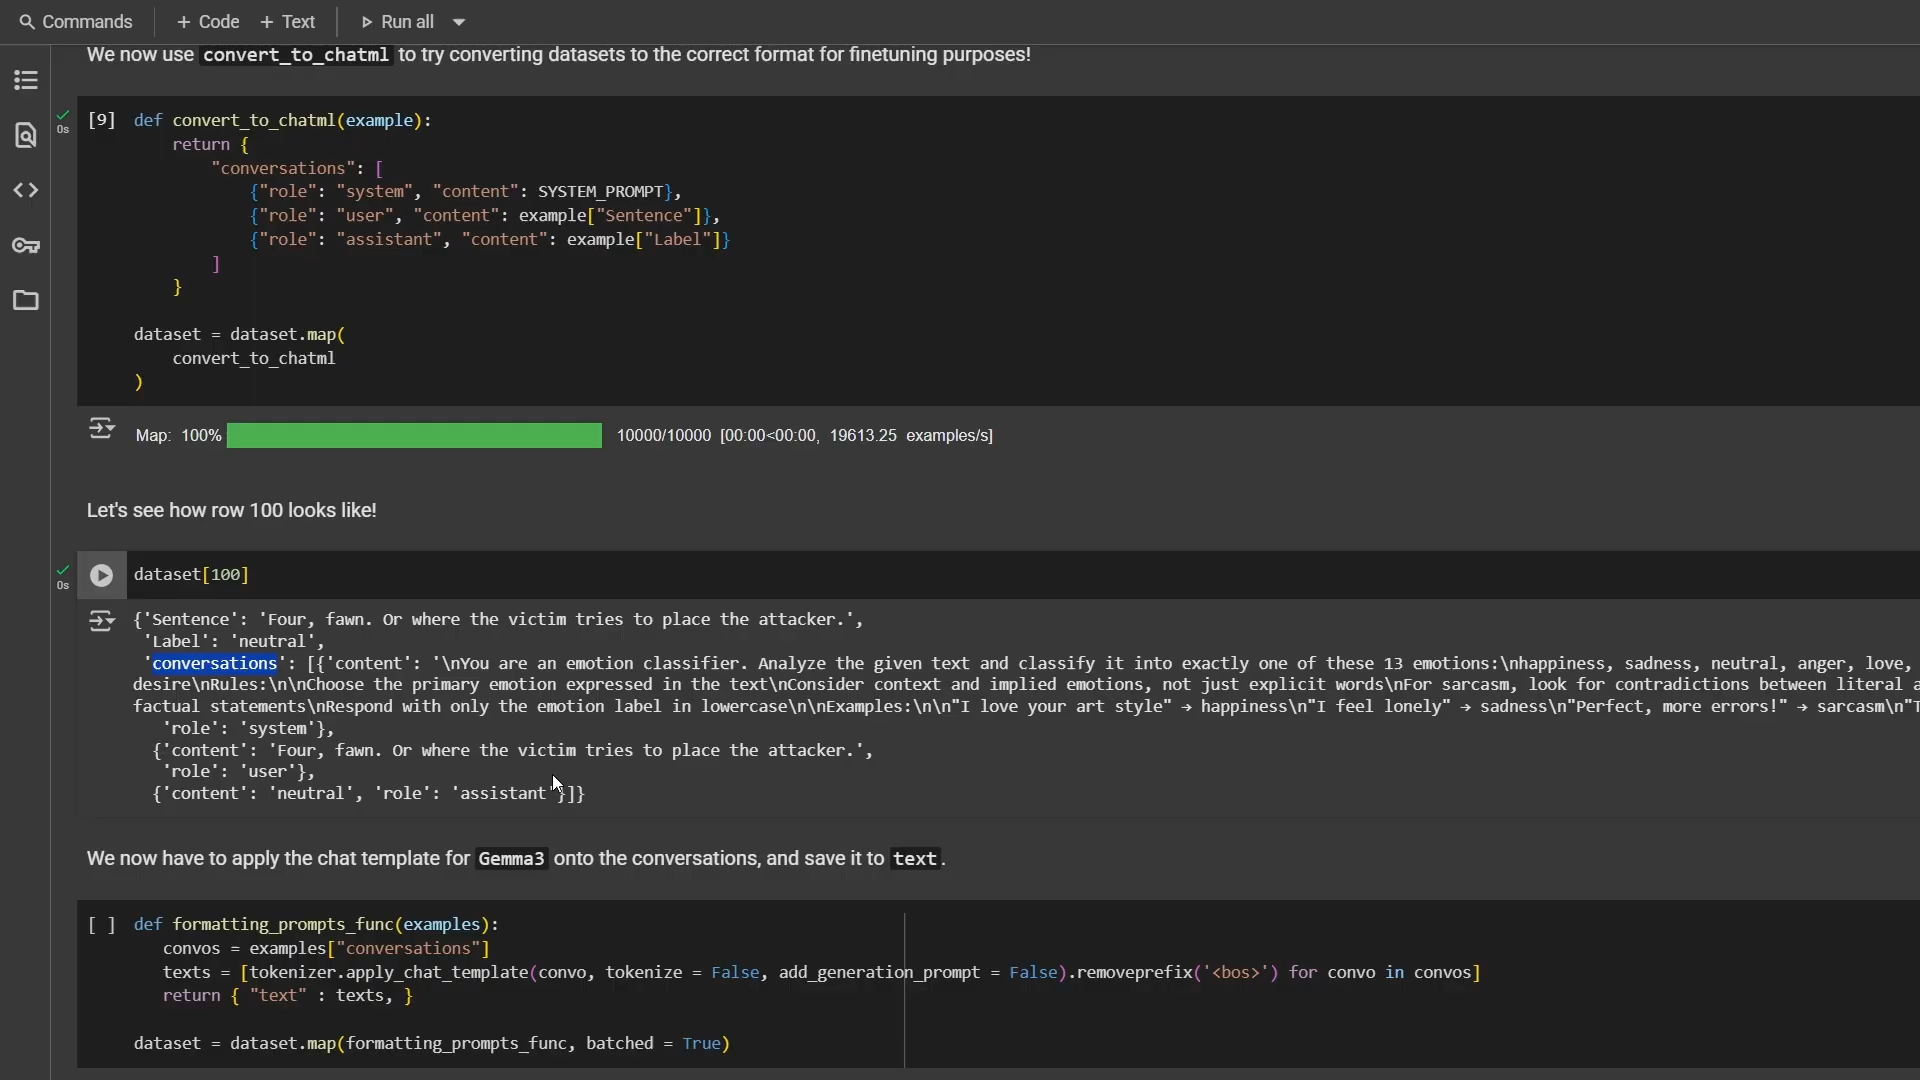 Commands + Code + Text Run all
We now use convert_to_chatml to try converting datasets to the correct format for finetuning purposes!
[9] def convert_to_chatml(example):
0s
return {
"conversations": [
{"role": "system", "content": SYSTEM_PROMPT},
{"role": "user", "content": example["Sentence"]},
{"role": "assistant", "content": example["Label"]}
]
}
dataset = dataset.map(
convert_to_chatml
)
Map: 100% 10000/10000 [00:00<00:00, 19613.25 examples/s]
Let's see how row 100 looks like!
dataset[100]
0s
{'Sentence': 'Four, fawn. Or where the victim tries to place the attacker.',
'Label': 'neutral',
'conversations': [{'content': '\nYou are an emotion classifier. Analyze the given text and classify it into exactly one of these 13 emotions:\nhappiness, sadness, neutral, anger, love,
desire\nRules:\n\nChoose the primary emotion expressed in the text\nConsider context and implied emotions, not just explicit words\nFor sarcasm, look for contradictions between literal a
factual statements\nRespond with only the emotion label in lowercase\n\nExamples:\n\n"I love your art style" → happiness\n"I feel lonely" → sadness\n"Perfect, more errors!" → sarcasm\n"T
'role': 'system'},
{'content': 'Four, fawn. Or where the victim tries to place the attacker.',
'role': 'user'},
{'content': 'neutral', 'role': 'assistant'}]}
We now have to apply the chat template for Gemma3 onto the conversations, and save it to text.
[ ] def formatting_prompts_func(examples):
convos = examples["conversations"]
texts = [tokenizer.apply_chat_template(convo, tokenize = False, add_generation_prompt = False).removeprefix('<bos>') for convo in convos]
return { "text" : texts, }
dataset = dataset.map(formatting_prompts_func, batched = True)